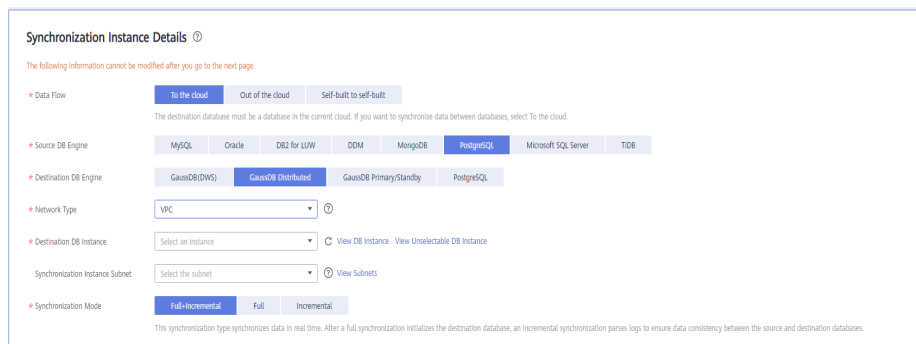 Synchronization Instance Details ?
The following information cannot be modified after you go to the next page.
* Data Flow To the cloud Out of the cloud Self-built to self-built
The destination database must be a database in the current cloud. If you want to synchronize data between databases, select To the cloud.
* Source DB Engine MySQL Oracle DB2 for LUW DDM MongoDB PostgreSQL Microsoft SQL Server TiDB
* Destination DB Engine GaussDB(DWS) GaussDB Distributed GaussDB Primary/Standby PostgreSQL
* Network Type VPC ?
* Destination DB Instance Select an instance View DB Instance View Unselectable DB Instance
Synchronization Instance Subnet Select the subnet ? View Subnets
* Synchronization Mode Full+Incremental Full Incremental
This synchronization type synchronizes data in real time. After a full synchronization initializes the destination database, an incremental synchronization parses logs to ensure data consistency between the source and destination databases.